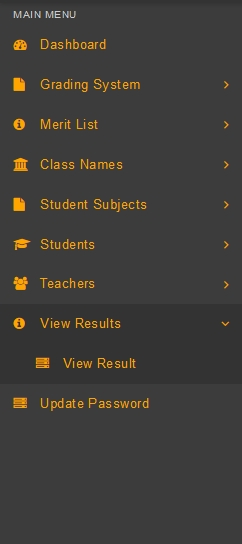 MAIN MENU
Dashboard
Grading System
Merit List
Class Names
Student Subjects
Students
Teachers
View Results
View Result
Update Password